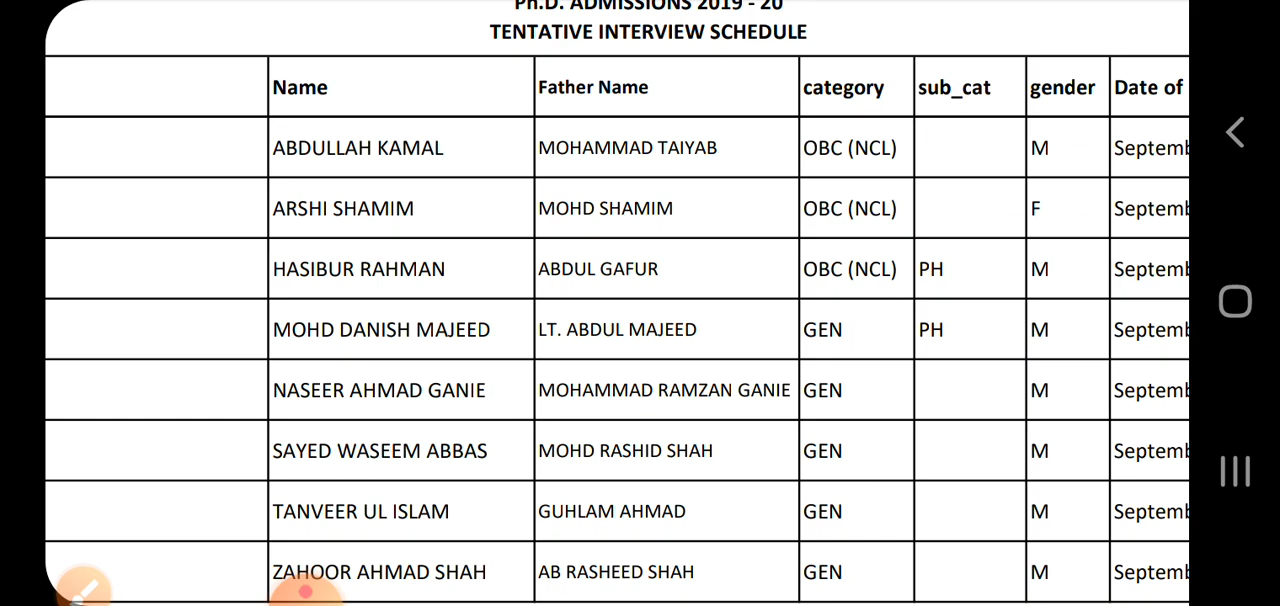 Ph.D. ADMISSIONS 2019 - 20
TENTATIVE INTERVIEW SCHEDULE
Name Father Name category sub_cat gender Date of
ABDULLAH KAMAL MOHAMMAD TAIYAB OBC (NCL) M Septemb
ARSHI SHAMIM MOHD SHAMIM OBC (NCL) F Septemb
HASIBUR RAHMAN ABDUL GAFUR OBC (NCL) PH M Septemb
MOHD DANISH MAJEED LT. ABDUL MAJEED GEN PH M Septemb
NASEER AHMAD GANIE MOHAMMAD RAMZAN GANIE GEN M Septemb
SAYED WASEEM ABBAS MOHD RASHID SHAH GEN M Septemb
TANVEER UL ISLAM GUHLAM AHMAD GEN M Septemb
ZAHOOR AHMAD SHAH AB RASHEED SHAH GEN M Septemb